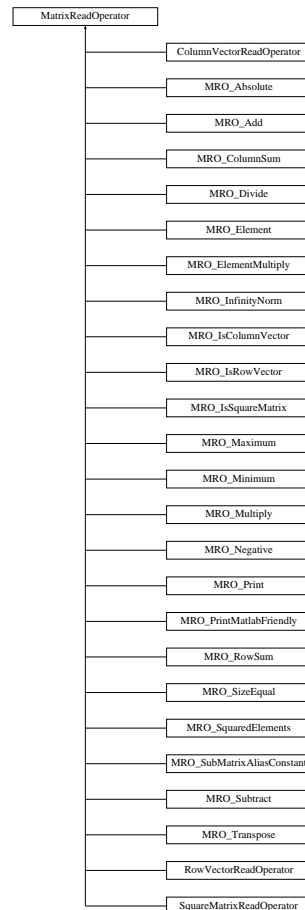 MatrixReadOperator
ColumnVectorReadOperator
MRO_Absolute
MRO_Add
MRO_ColumnSum
MRO_Divide
MRO_Element
MRO_ElementMultiply
MRO_InfinityNorm
MRO_IsColumnVector
MRO_IsRowVector
MRO_IsSquareMatrix
MRO_Maximum
MRO_Minimum
MRO_Multiply
MRO_Negative
MRO_Print
MRO_PrintMatlabFriendly
MRO_RowSum
MRO_SizeEqual
MRO_SquaredElements
MRO_SubMatrixAliasConstant
MRO_Subtract
MRO_Transpose
RowVectorReadOperator
SquareMatrixReadOperator